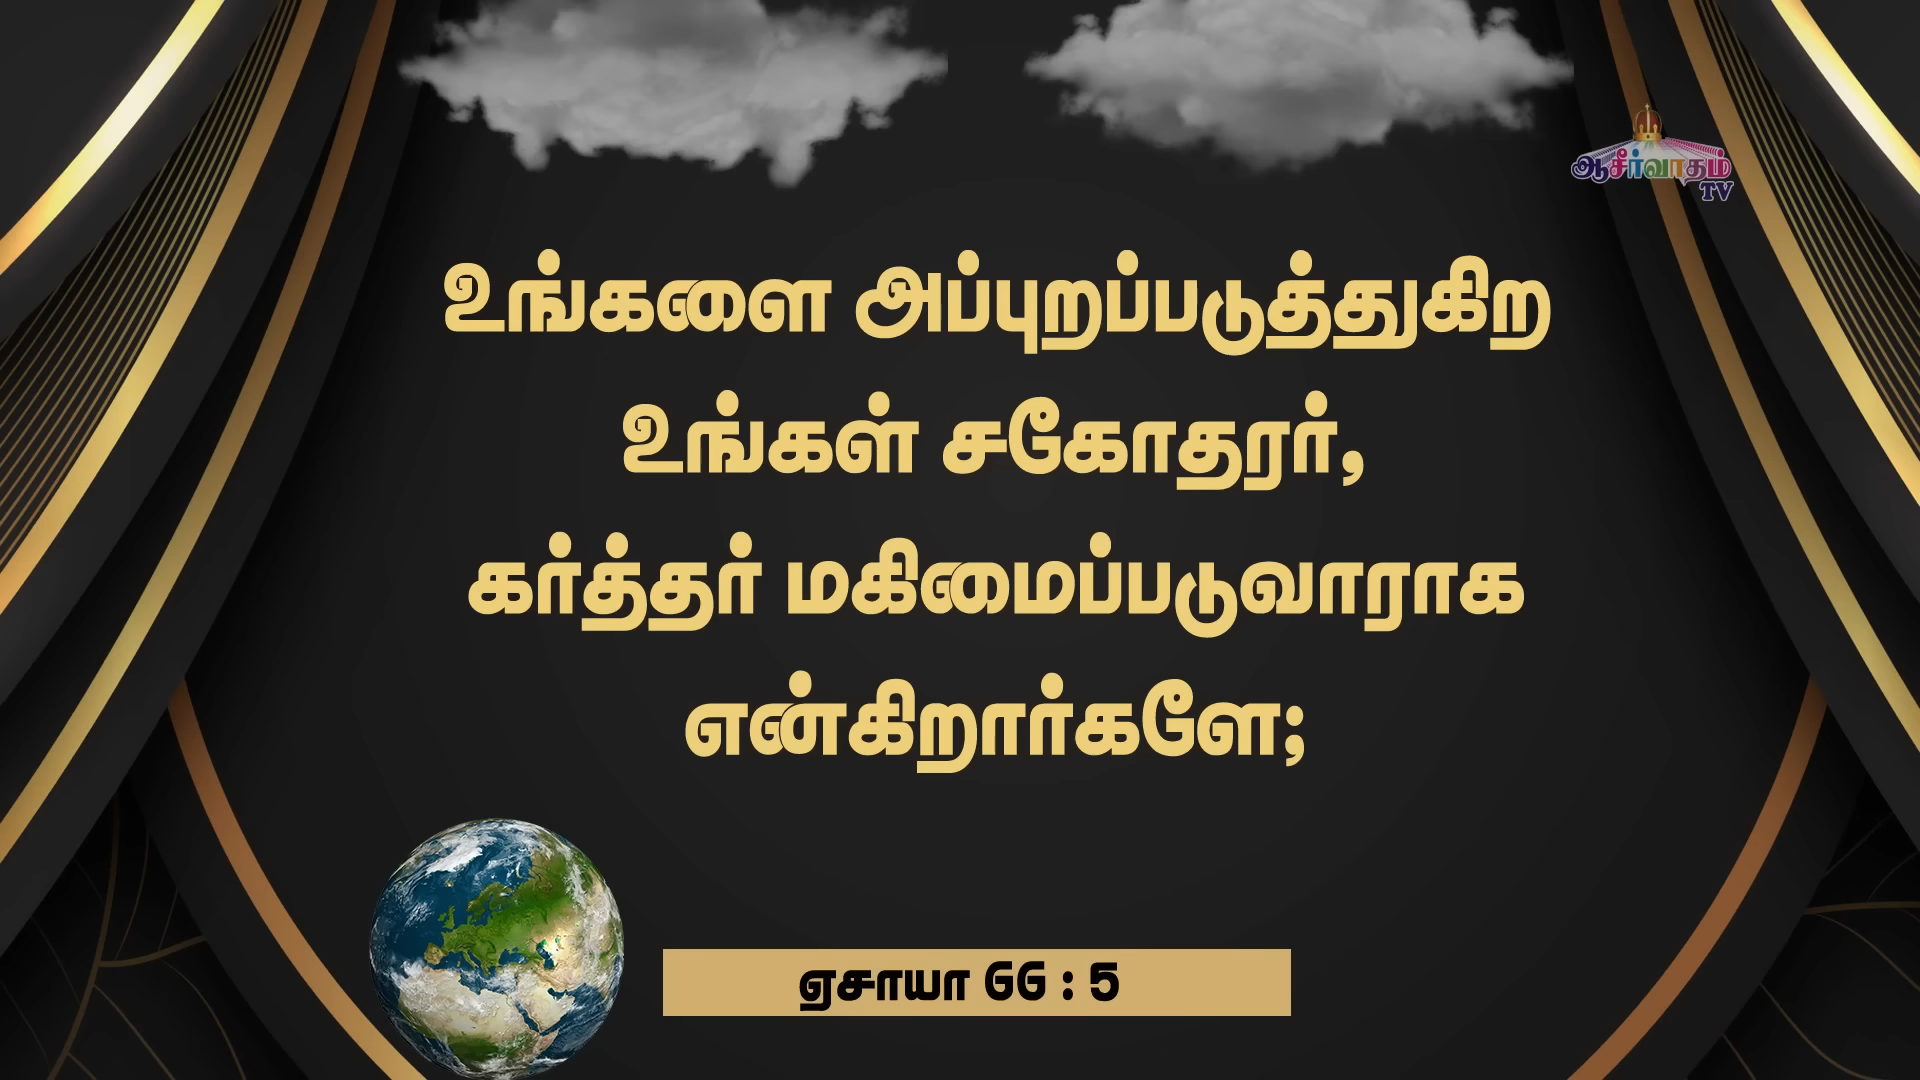 ஆசீர்வாதம்
TV
உங்களை அப்புறப்படுத்துகிற
உங்கள் சகோதரர்,
கர்த்தர் மகிமைப்படுவாராக
என்கிறார்களே;
ஏசாயா 66 : 5